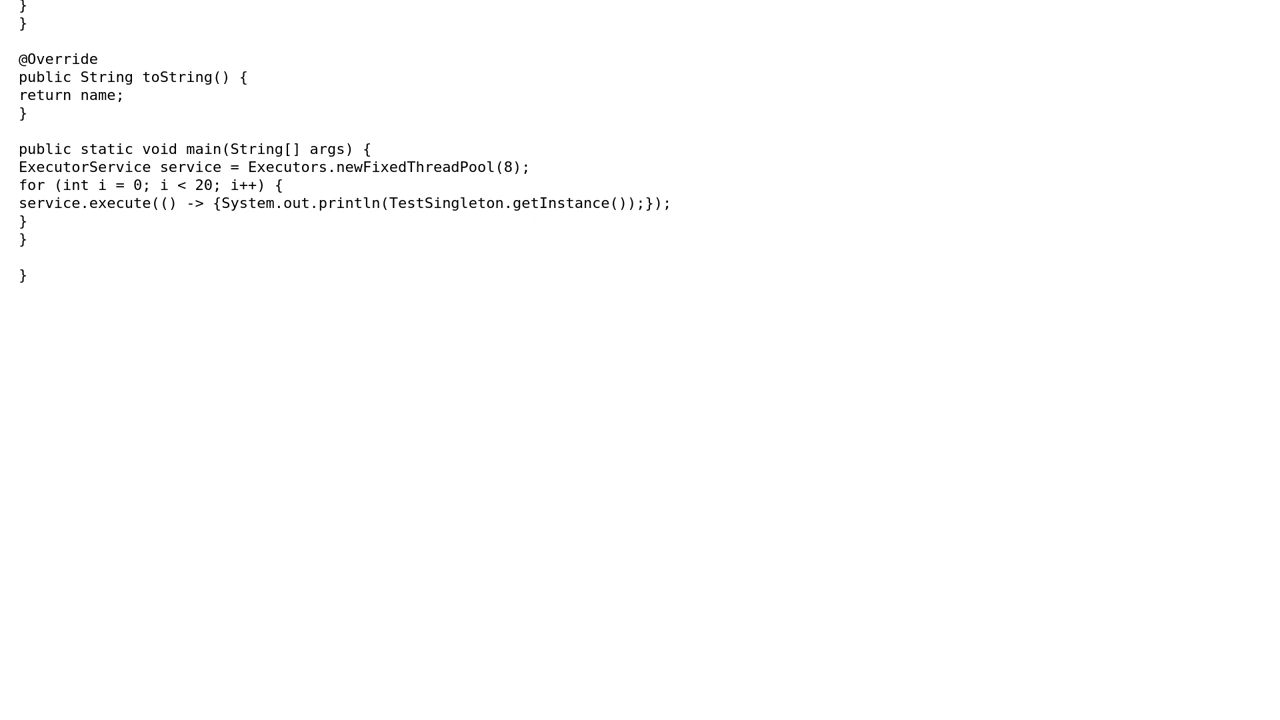 }
}
@Override
public String toString() {
return name;
}
public static void main(String[] args) {
ExecutorService service = Executors.newFixedThreadPool(8);
for (int i = 0; i < 20; i++) {
service.execute(() -> {System.out.println(TestSingleton.getInstance());});
}
}
}